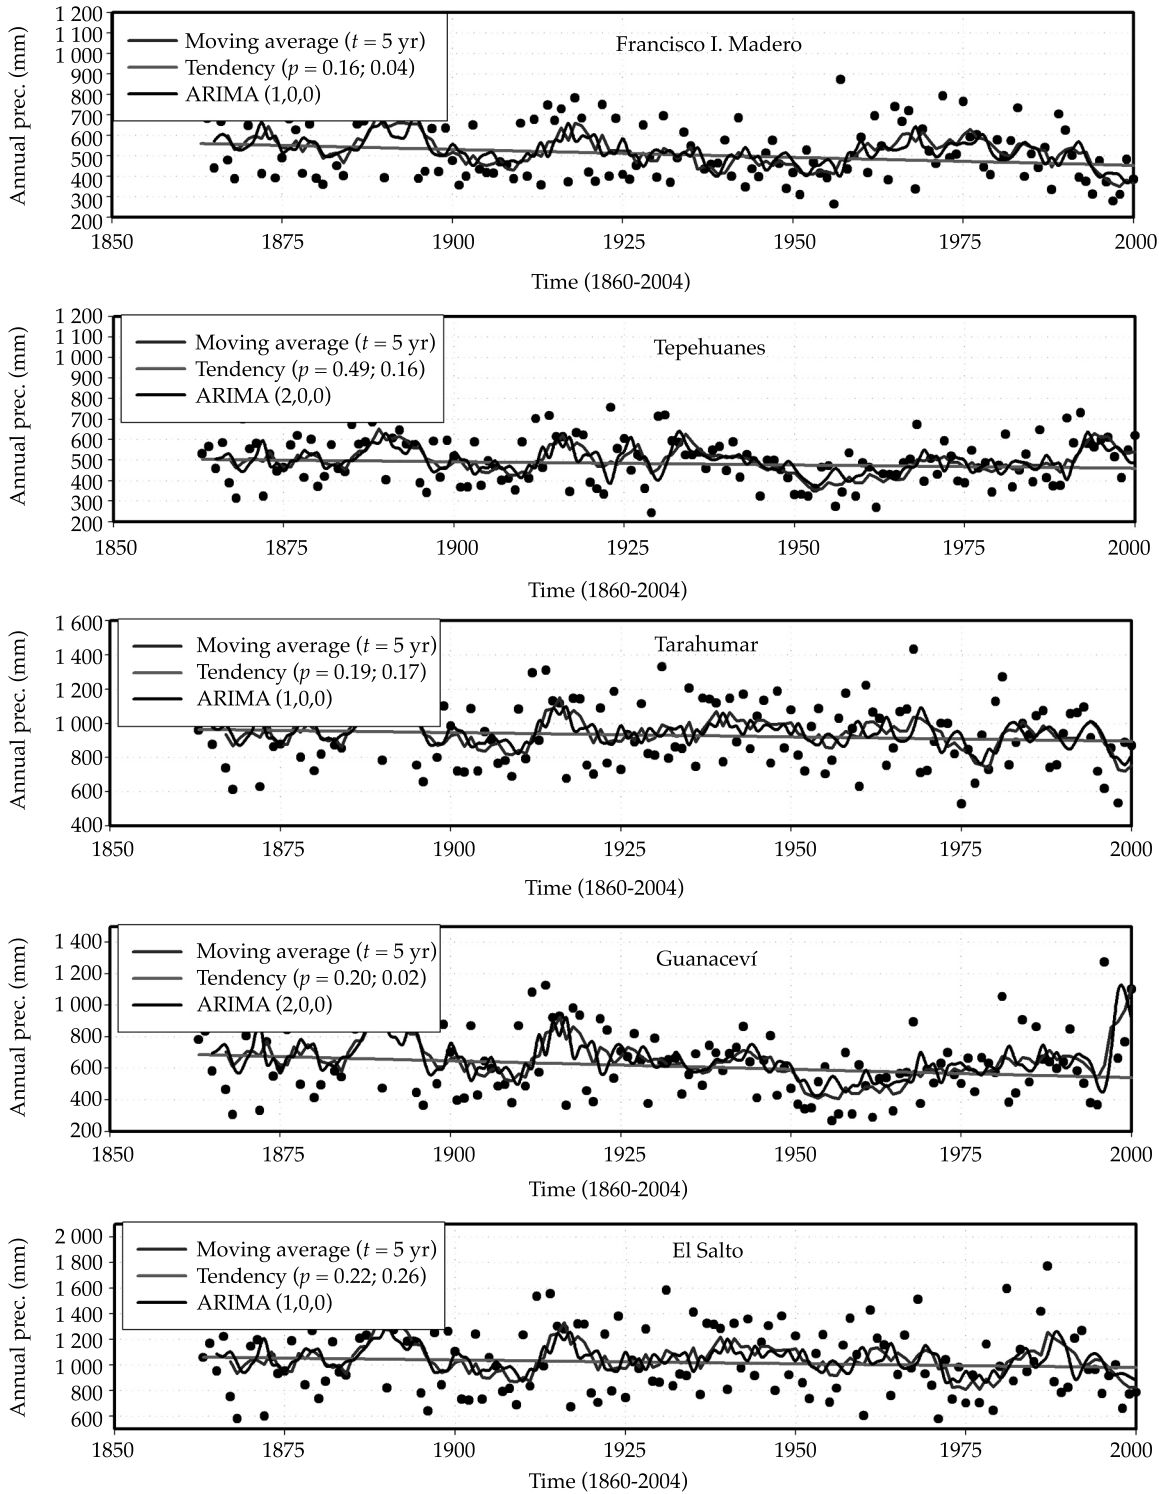 Francisco I. Madero
Annual prec. (mm)
1 200
1 100
1 000
900
800
700
600
500
400
300
200
Moving average (t = 5 yr)
Tendency (p = 0.16; 0.04)
ARIMA (1,0,0)
1850 1875 1900 1925 1950 1975 2000
Time (1860-2004)
Tepehuanes
Annual prec. (mm)
1 200
1 100
1 000
900
800
700
600
500
400
300
200
Moving average (t = 5 yr)
Tendency (p = 0.49; 0.16)
ARIMA (2,0,0)
1850 1875 1900 1925 1950 1975 2000
Time (1860-2004)
Tarahumar
Annual prec. (mm)
1 600
1 400
1 200
1 000
800
600
400
Moving average (t = 5 yr)
Tendency (p = 0.19; 0.17)
ARIMA (1,0,0)
1850 1875 1900 1925 1950 1975 2000
Time (1860-2004)
Guanaceví
Annual prec. (mm)
1 400
1 200
1 000
800
600
400
200
Moving average (t = 5 yr)
Tendency (p = 0.20; 0.02)
ARIMA (2,0,0)
1850 1875 1900 1925 1950 1975 2000
Time (1860-2004)
El Salto
Annual prec. (mm)
2 000
1 800
1 600
1 400
1 200
1 000
800
600
Moving average (t = 5 yr)
Tendency (p = 0.22; 0.26)
ARIMA (1,0,0)
1850 1875 1900 1925 1950 1975 2000
Time (1860-2004)